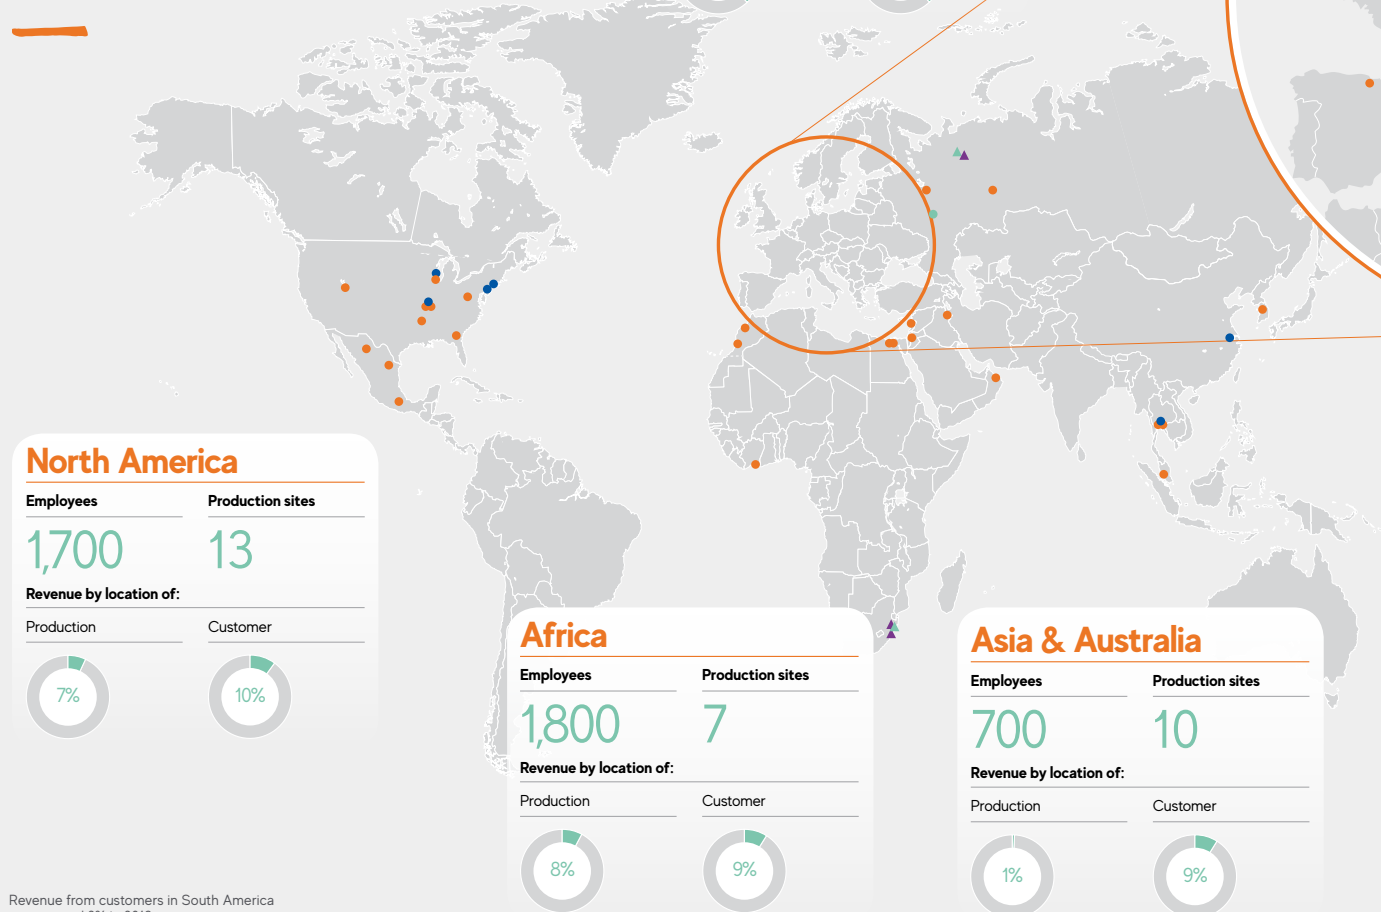 North America
Employees
Production sites
1,700
13
Revenue by location of:
Production
Customer
7%
10%
Africa
Employees
Production sites
1,800
7
Revenue by location of:
Production
Customer
8%
9%
Asia & Australia
Employees
Production sites
700
10
Revenue by location of:
Production
Customer
1%
9%
Revenue from customers in South America